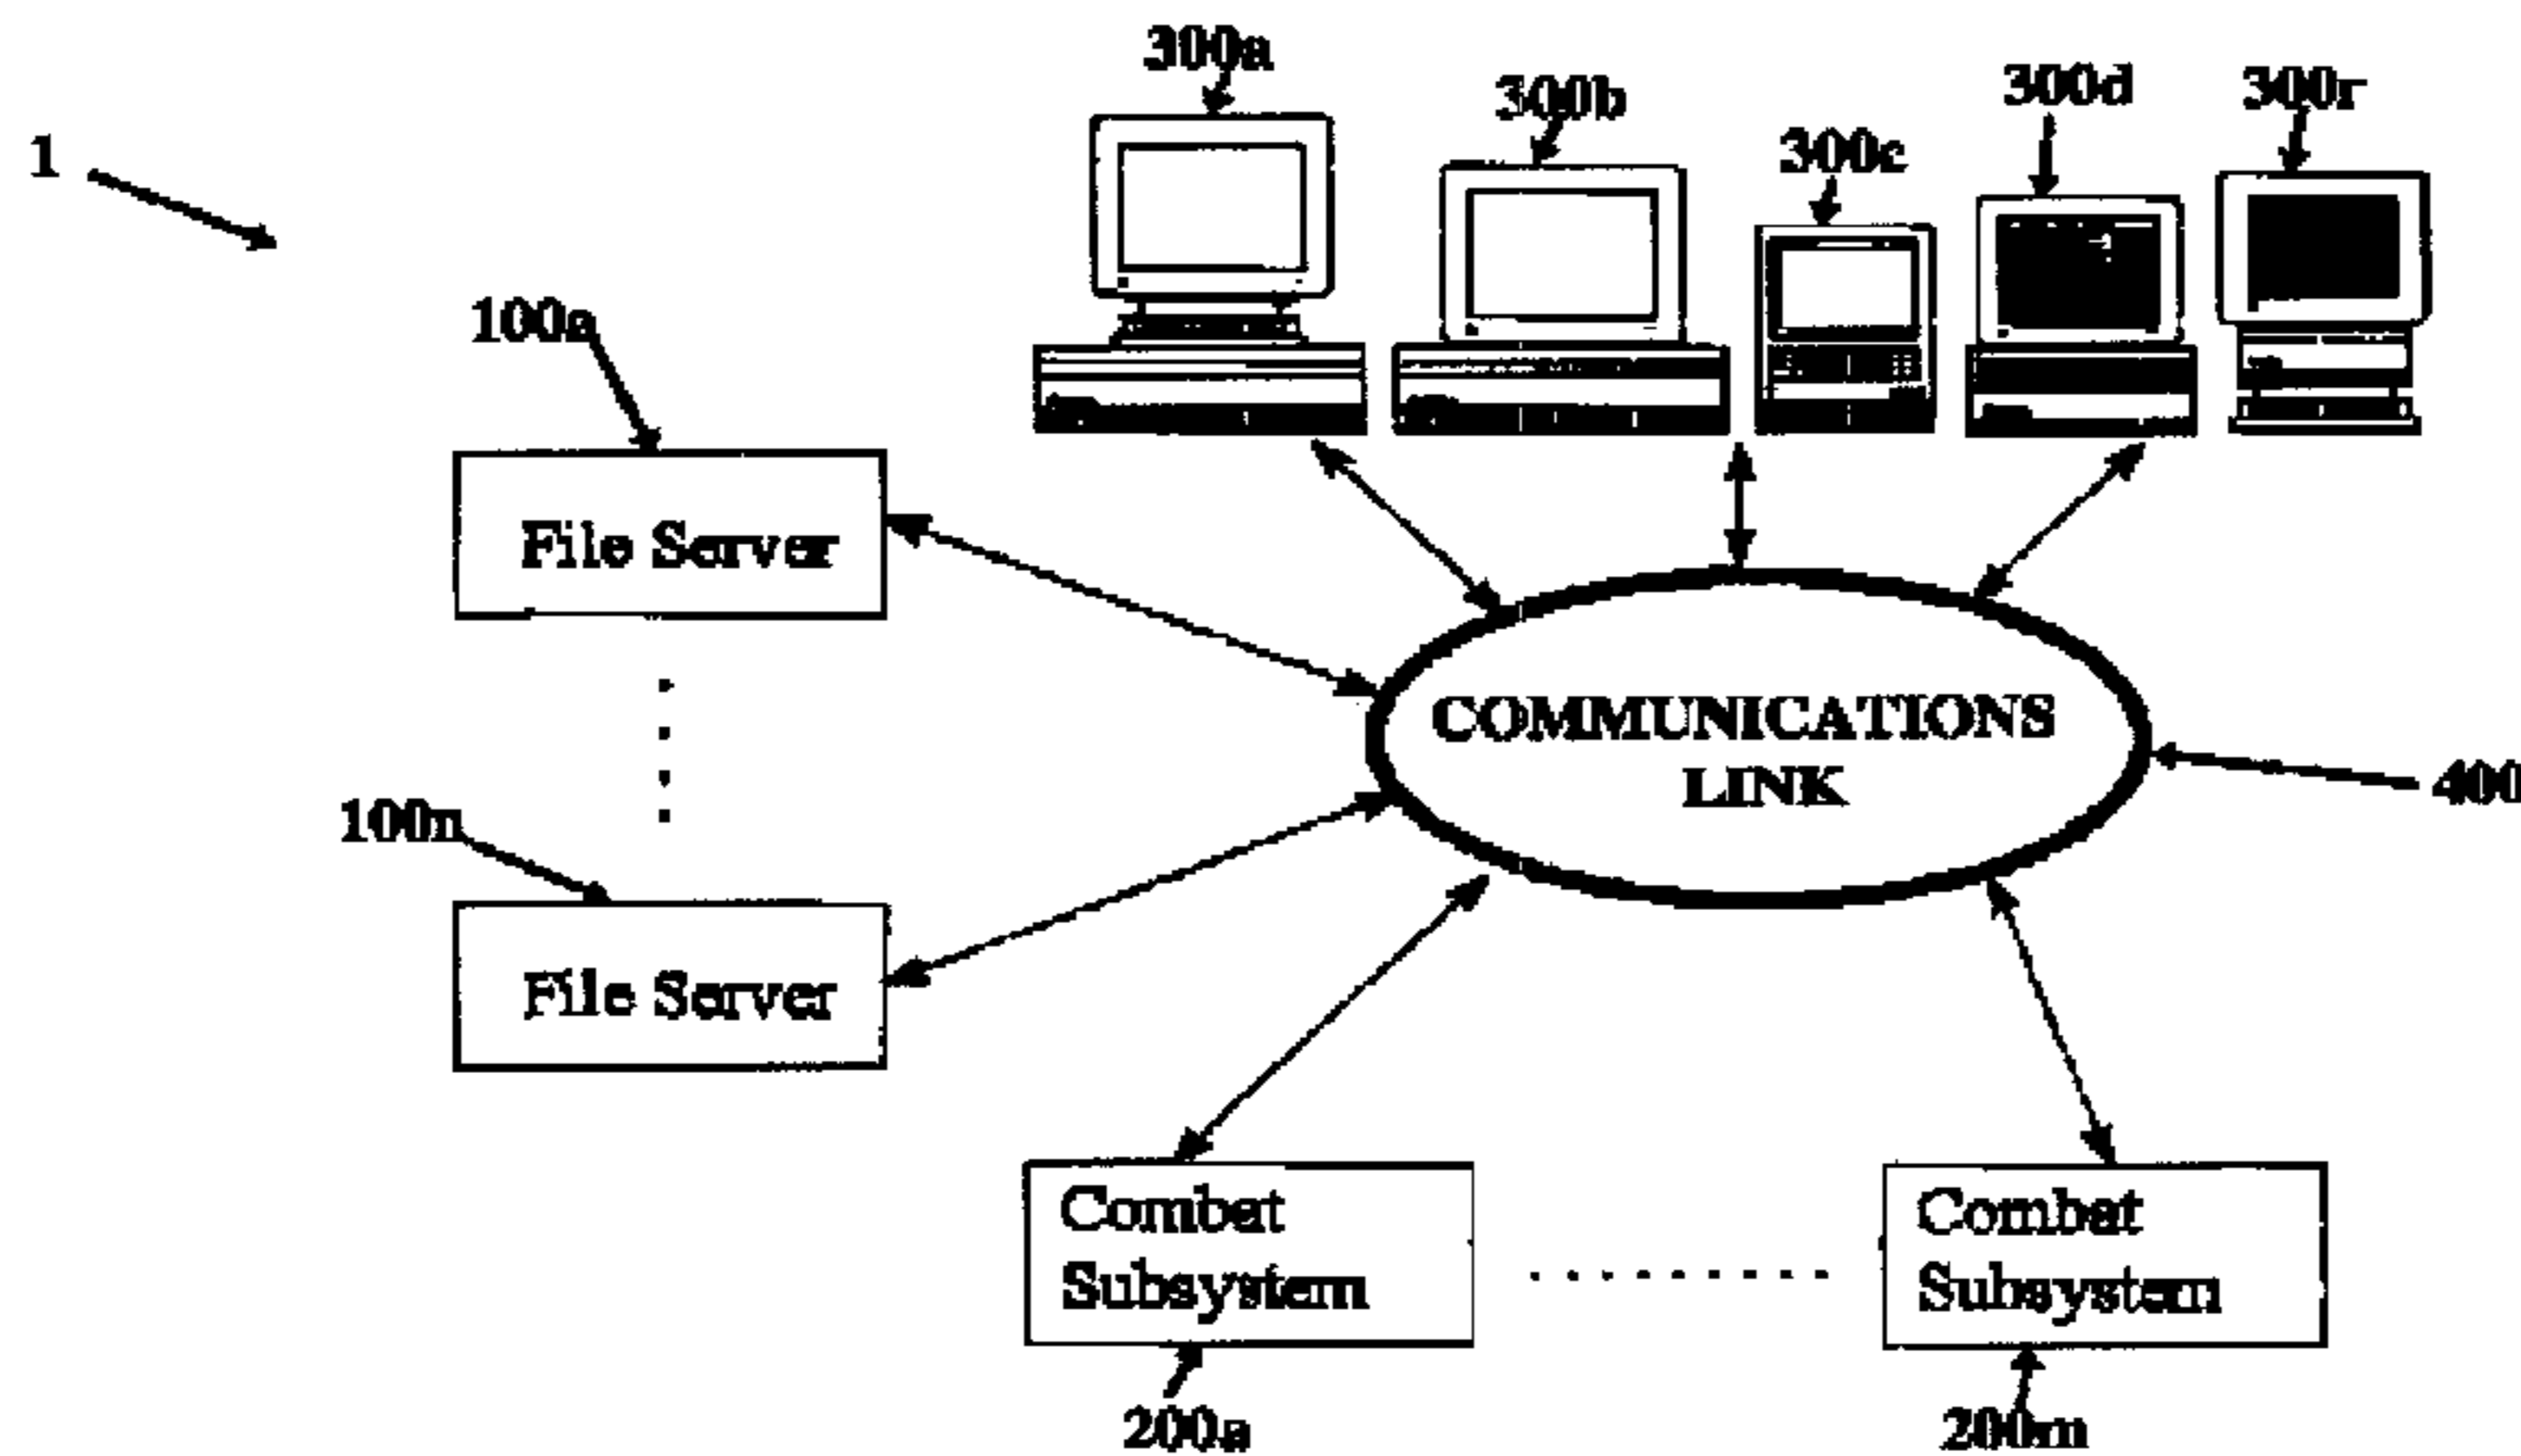 300a
300b
300c
300d
300r
1
100a
File Server
COMMUNICATIONS
LINK
400
100n
File Server
Combat
Subsystem
Combat
Subsystem
200a
200m